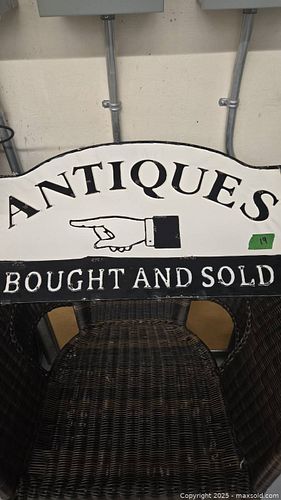 ANTIQUES
19
BOUGHT AND SOLD
Copyright © 2025 - maxsold.com